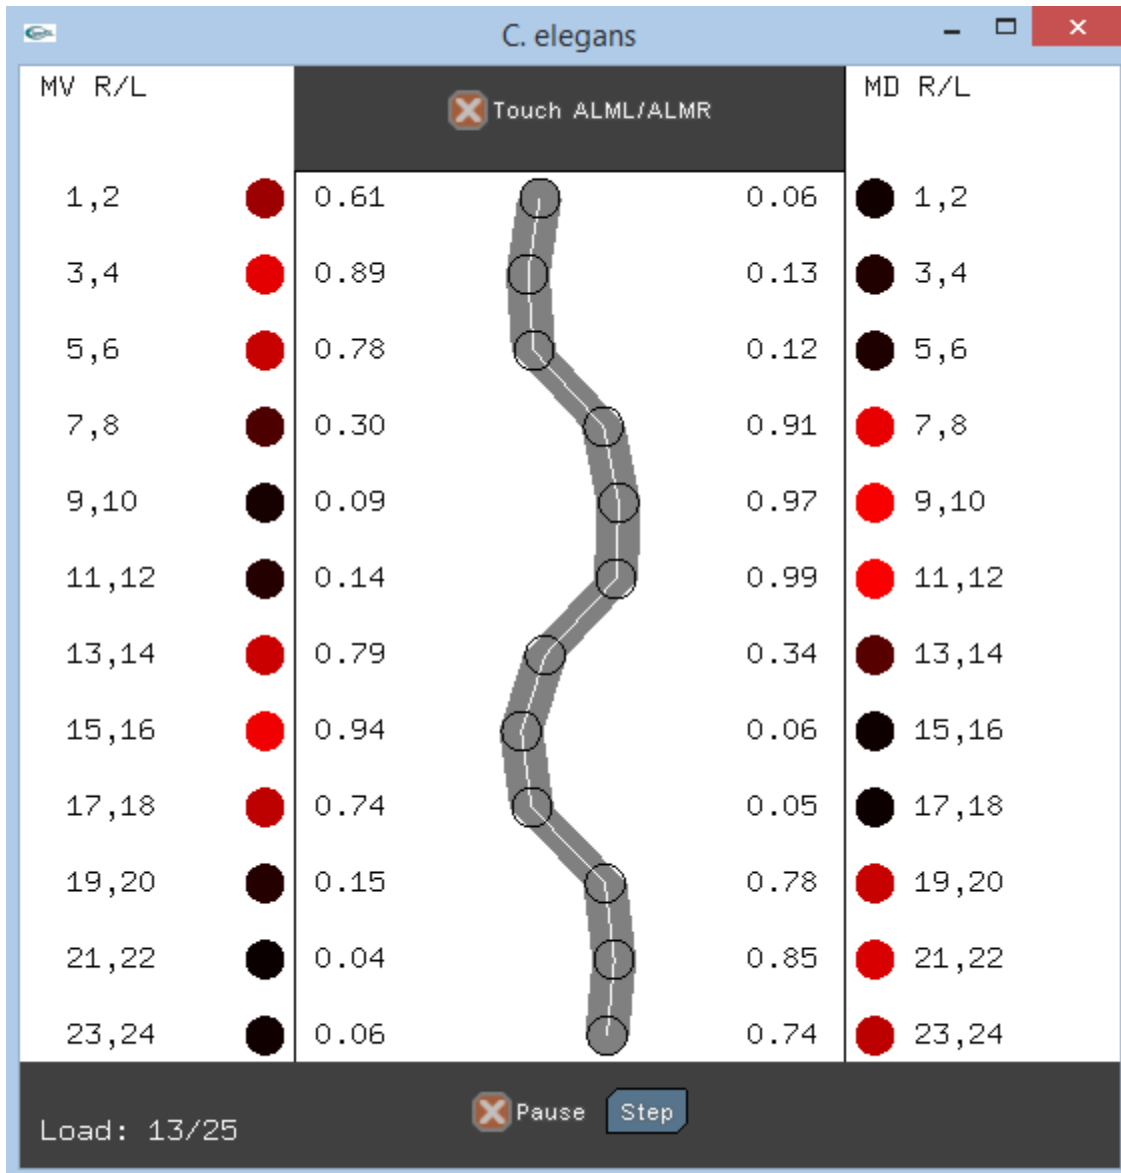 C. elegans
MV R/L
Touch ALML/ALMR
MD R/L
1,2 0.61 0.06 1,2
3,4 0.89 0.13 3,4
5,6 0.78 0.12 5,6
7,8 0.30 0.91 7,8
9,10 0.09 0.97 9,10
11,12 0.14 0.99 11,12
13,14 0.79 0.34 13,14
15,16 0.94 0.06 15,16
17,18 0.74 0.05 17,18
19,20 0.15 0.78 19,20
21,22 0.04 0.85 21,22
23,24 0.06 0.74 23,24
Pause Step
Load: 13/25